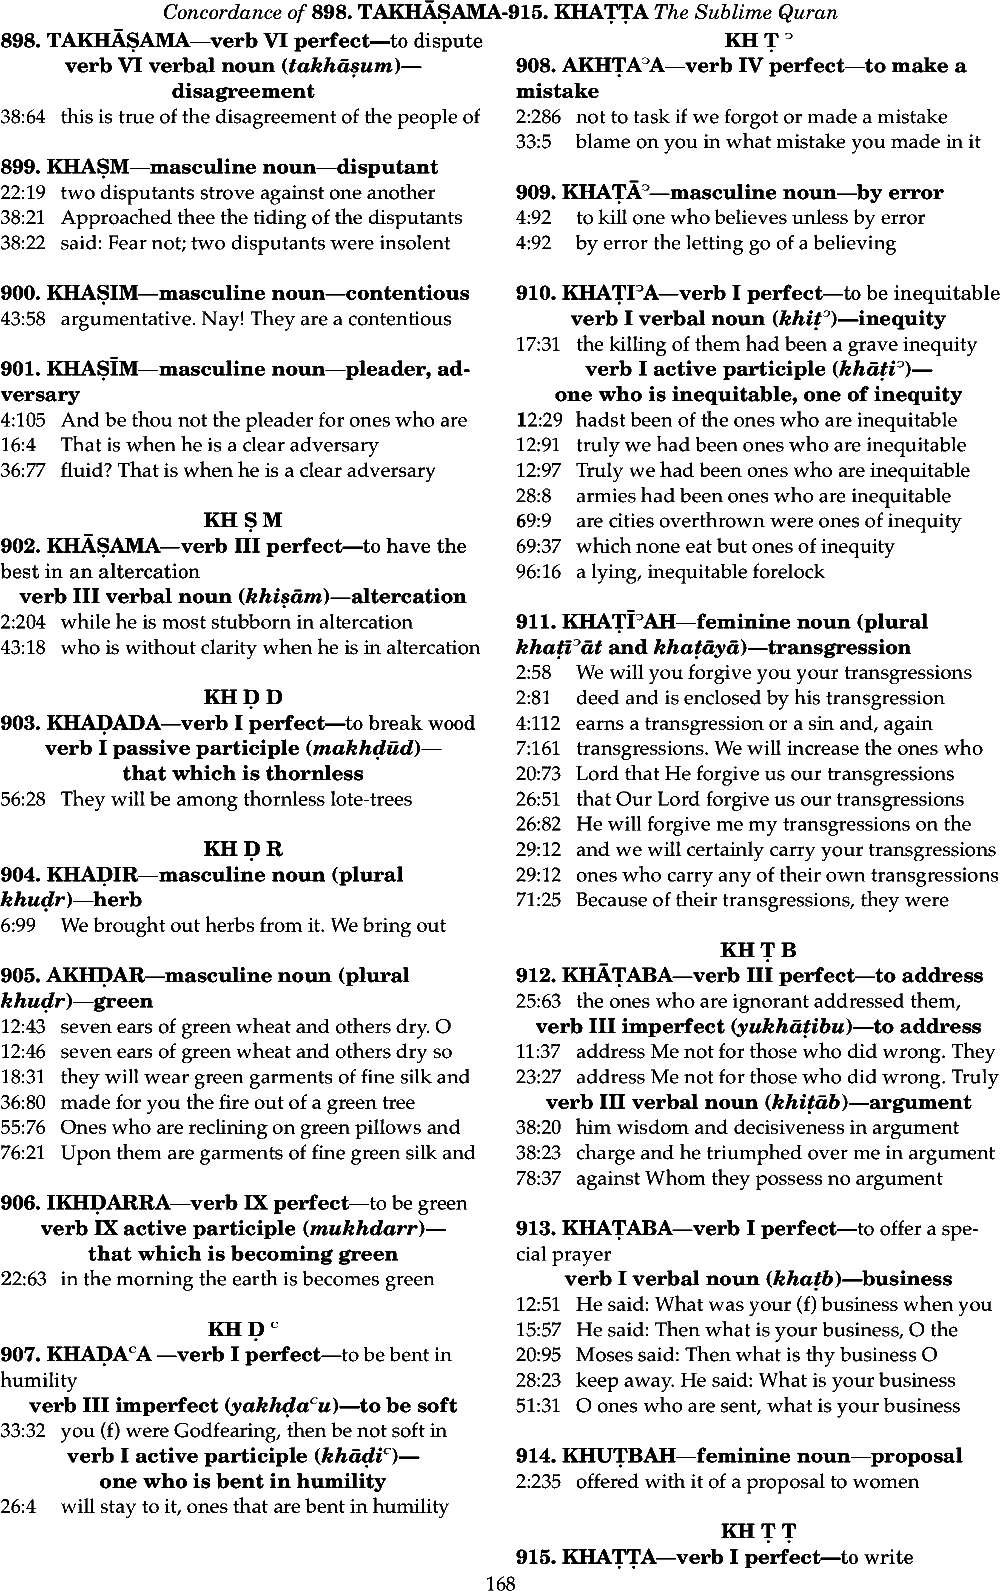 Concordance of 898. TAKHĀṢAMA-915. KHAṬṬA The Sublime Quran
898. TAKHĀṢAMA—verb VI perfect—to dispute
verb VI verbal noun (takhāṣum)—
disagreement
38:64 this is true of the disagreement of the people of
899. KHAṢM—masculine noun—disputant
22:19 two disputants strove against one another
38:21 Approached thee the tiding of the disputants
38:22 said: Fear not; two disputants were insolent
900. KHAṢIM—masculine noun—contentious
43:58 argumentative. Nay! They are a contentious
901. KHAṢĪM—masculine noun—pleader, ad-
versary
4:105 And be thou not the pleader for ones who are
16:4 That is when he is a clear adversary
36:77 fluid? That is when he is a clear adversary
KH Ṣ M
902. KHĀṢAMA—verb III perfect—to have the
best in an altercation
verb III verbal noun (khiṣām)—altercation
2:204 while he is most stubborn in altercation
43:18 who is without clarity when he is in altercation
KH Ḍ D
903. KHAḌADA—verb I perfect—to break wood
verb I passive participle (makhḍūd)—
that which is thornless
56:28 They will be among thornless lote-trees
KH Ḍ R
904. KHAḌIR—masculine noun (plural
khuḍr)—herb
6:99 We brought out herbs from it. We bring out
905. AKHḌAR—masculine noun (plural
khuḍr)—green
12:43 seven ears of green wheat and others dry. O
12:46 seven ears of green wheat and others dry so
18:31 they will wear green garments of fine silk and
36:80 made for you the fire out of a green tree
55:76 Ones who are reclining on green pillows and
76:21 Upon them are garments of fine green silk and
906. IKHḌARRA—verb IX perfect—to be green
verb IX active participle (mukhdarr)—
that which is becoming green
22:63 in the morning the earth is becomes green
KH Ḍ ᶜ
907. KHAḌAᶜA —verb I perfect—to be bent in
humility
verb III imperfect (yakhḍaᶜu)—to be soft
33:32 you (f) were Godfearing, then be not soft in
verb I active participle (khāḍiᶜ)—
one who is bent in humility
26:4 will stay to it, ones that are bent in humility
KH Ṭ ʾ
908. AKHṬAʾA—verb IV perfect—to make a
mistake
2:286 not to task if we forgot or made a mistake
33:5 blame on you in what mistake you made in it
909. KHAṬĀʾ—masculine noun—by error
4:92 to kill one who believes unless by error
4:92 by error the letting go of a believing
910. KHAṬIʾA—verb I perfect—to be inequitable
verb I verbal noun (khiṭʾ)—inequity
17:31 the killing of them had been a grave inequity
verb I active participle (khāṭiʾ)—
one who is inequitable, one of inequity
12:29 hadst been of the ones who are inequitable
12:91 truly we had been ones who are inequitable
12:97 Truly we had been ones who are inequitable
28:8 armies had been ones who are inequitable
69:9 are cities overthrown were ones of inequity
69:37 which none eat but ones of inequity
96:16 a lying, inequitable forelock
911. KHAṬĪʾAH—feminine noun (plural
khaṭīʾāt and khaṭāyā)—transgression
2:58 We will you forgive you your transgressions
2:81 deed and is enclosed by his transgression
4:112 earns a transgression or a sin and, again
7:161 transgressions. We will increase the ones who
20:73 Lord that He forgive us our transgressions
26:51 that Our Lord forgive us our transgressions
26:82 He will forgive me my transgressions on the
29:12 and we will certainly carry your transgressions
29:12 ones who carry any of their own transgressions
71:25 Because of their transgressions, they were
KH Ṭ B
912. KHĀṬABA—verb III perfect—to address
25:63 the ones who are ignorant addressed them,
verb III imperfect (yukhāṭibu)—to address
11:37 address Me not for those who did wrong. They
23:27 address Me not for those who did wrong. Truly
verb III verbal noun (khiṭāb)—argument
38:20 him wisdom and decisiveness in argument
38:23 charge and he triumphed over me in argument
78:37 against Whom they possess no argument
913. KHAṬABA—verb I perfect—to offer a spe-
cial prayer
verb I verbal noun (khaṭb)—business
12:51 He said: What was your (f) business when you
15:57 He said: Then what is your business, O the
20:95 Moses said: Then what is thy business O
28:23 keep away. He said: What is your business
51:31 O ones who are sent, what is your business
914. KHUṬBAH—feminine noun—proposal
2:235 offered with it of a proposal to women
KH Ṭ Ṭ
915. KHAṬṬA—verb I perfect—to write
168